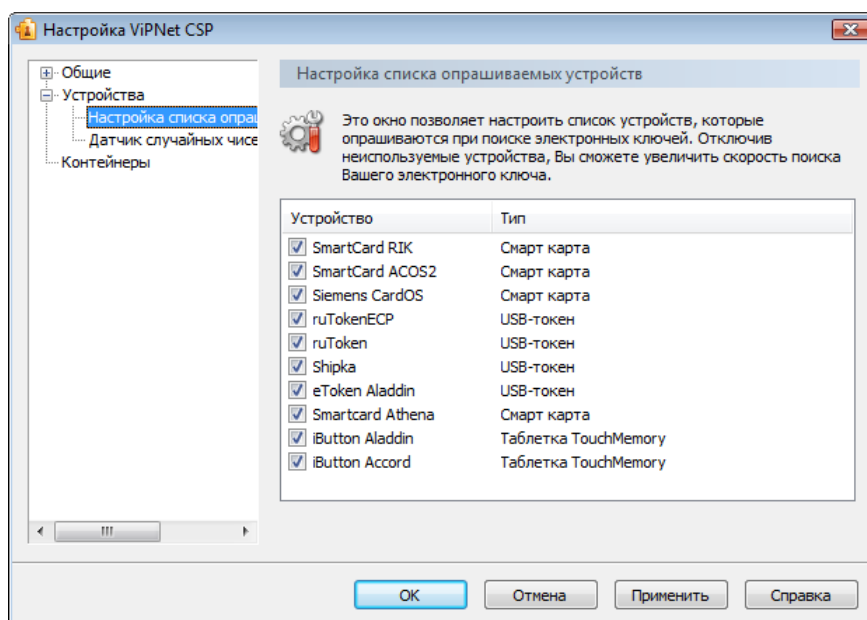 Настройка ViPNet CSP
Общие
Устройства
Настройка списка опра
Датчик случайных чисе
Контейнеры
Настройка списка опрашиваемых устройств
Это окно позволяет настроить список устройств, которые
опрашиваются при поиске электронных ключей. Отключив
неиспользуемые устройства, Вы сможете увеличить скорость поиска
Вашего электронного ключа.
Устройство Тип
SmartCard RIK Смарт карта
SmartCard ACOS2 Смарт карта
Siemens CardOS Смарт карта
ruTokenECP USB-токен
ruToken USB-токен
Shipka USB-токен
eToken Aladdin USB-токен
Smartcard Athena Смарт карта
iButton Aladdin Таблетка TouchMemory
iButton Accord Таблетка TouchMemory
OK Отмена Применить Справка